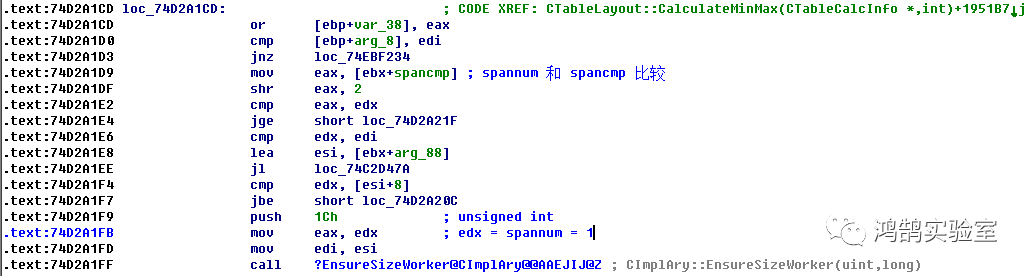 .text:74D2A1CD loc_74D2A1CD: ; CODE XREF: CTableLayout::CalculateMinMax(CTableCalcInfo *,int)+1951B7↓j
.text:74D2A1CD or [ebp+var_38], eax
.text:74D2A1D0 cmp [ebp+arg_8], edi
.text:74D2A1D3 jnz loc_74EBF234
.text:74D2A1D9 mov eax, [ebx+spancmp] ; spannum 和 spancmp 比较
.text:74D2A1DF shr eax, 2
.text:74D2A1E2 cmp eax, edx
.text:74D2A1E4 jge short loc_74D2A21F
.text:74D2A1E6 cmp edx, edi
.text:74D2A1E8 lea esi, [ebx+arg_88]
.text:74D2A1EE jl loc_74C2D47A
.text:74D2A1F4 cmp edx, [esi+8]
.text:74D2A1F7 jbe short loc_74D2A20C
.text:74D2A1F9 push 1Ch ; unsigned int
.text:74D2A1FB mov eax, edx ; edx = spannum = 1
.text:74D2A1FD mov edi, esi
.text:74D2A1FF call ?EnsureSizeWorker@CImplAry@@AAEJIJ@Z ; CImplAry::EnsureSizeWorker(uint,long)
鸿鹄实验室